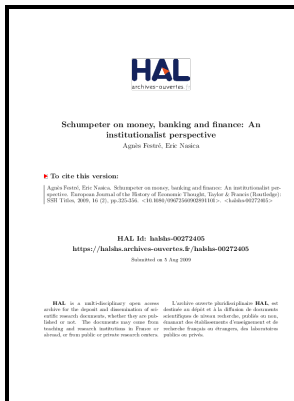 HAL
archives-ouvertes.fr
Schumpeter on money, banking and finance: An
institutionalist perspective
Agnès Festré, Eric Nasica
To cite this version:
Agnès Festré, Eric Nasica. Schumpeter on money, banking and finance: An institutionalist per-
spective. European Journal of the History of Economic Thought, Taylor & Francis (Routledge):
SSH Titles, 2009, 16 (2), pp.325-356. <10.1080/09672560902891101>. <halshs-00272405>
HAL Id: halshs-00272405
https://halshs.archives-ouvertes.fr/halshs-00272405
Submitted on 5 Aug 2009
HAL is a multi-disciplinary open access
archive for the deposit and dissemination of sci-
entific research documents, whether they are pub-
lished or not. The documents may come from
teaching and research institutions in France or
abroad, or from public or private research centers.
L'archive ouverte pluridisciplinaire HAL, est
destinée au dépôt et à la diffusion de documents
scientifiques de niveau recherche, publiés ou non,
émanant des établissements d'enseignement et de
recherche français ou étrangers, des laboratoires
publics ou privés.